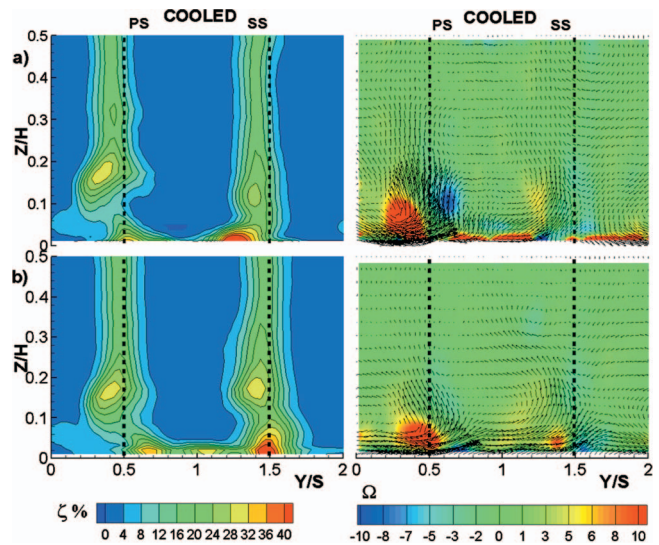 COOLED COOLED
PS SS PS SS
a)
0.5
0.4
0.3
0.2
0.1
0
Z/H
b)
0.5
0.4
0.3
0.2
0.1
0
Z/H
0 0.5 1 1.5 Y/S 2
0 0.5 1 1.5 Y/S 2
ζ %
0 4 8 12 16 20 24 28 32 36 40
Ω
-10 -8 -7 -5 -3 -2 0 2 3 5 6 8 10